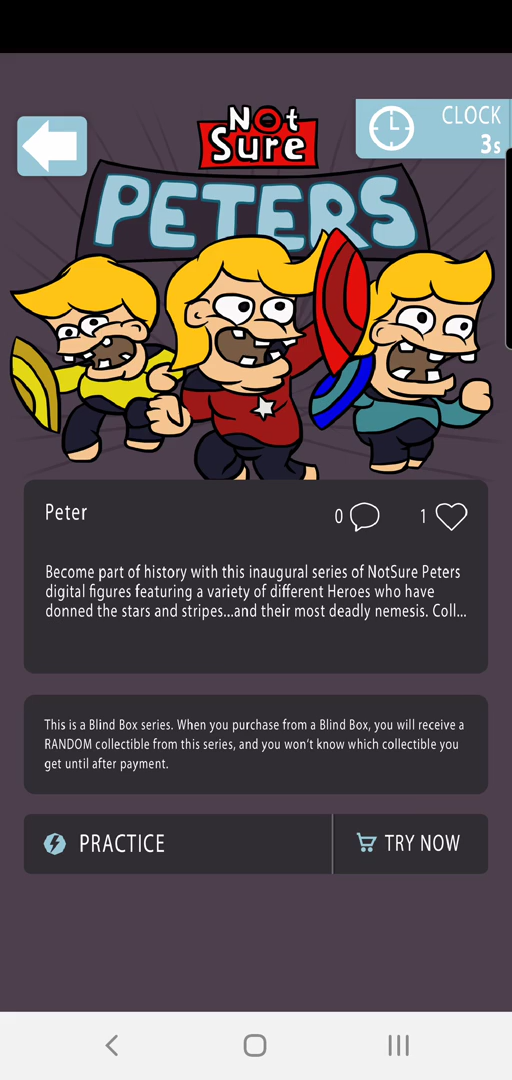 Not
Sure
CLOCK
3s
PETERS
Peter
0
1
Become part of history with this inaugural series of NotSure Peters
digital figures featuring a variety of different Heroes who have
donned the stars and stripes...and their most deadly nemesis. Coll...
This is a Blind Box series. When you purchase from a Blind Box, you will receive a
RANDOM collectible from this series, and you won't know which collectible you
get until after payment.
PRACTICE
TRY NOW